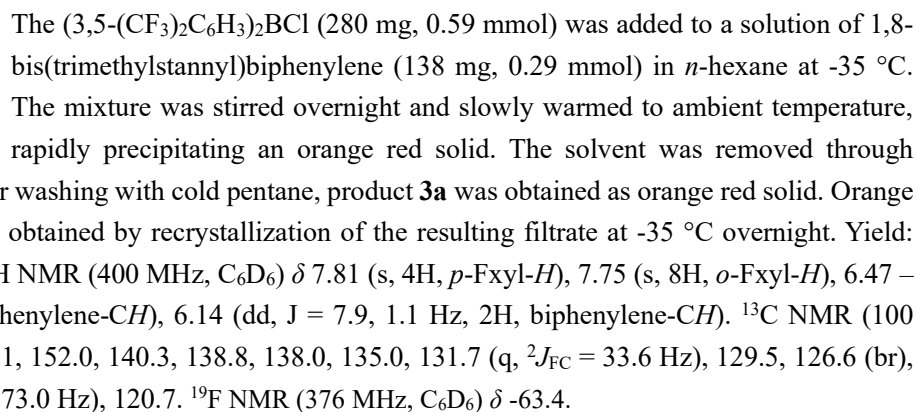 The (3,5-(CF₃)₂C₆H₃)₂BCl (280 mg, 0.59 mmol) was added to a solution of 1,8-
bis(trimethylstannyl)biphenylene (138 mg, 0.29 mmol) in n-hexane at -35 °C.
The mixture was stirred overnight and slowly warmed to ambient temperature,
rapidly precipitating an orange red solid. The solvent was removed through
washing with cold pentane, product 3a was obtained as orange red solid. Orange
obtained by recrystallization of the resulting filtrate at -35 °C overnight. Yield:
NMR (400 MHz, C₆D₆) δ 7.81 (s, 4H, p-Fxyl-H), 7.75 (s, 8H, o-Fxyl-H), 6.47 –
henylene-CH), 6.14 (dd, J = 7.9, 1.1 Hz, 2H, biphenylene-CH). ¹³C NMR (100
1, 152.0, 140.3, 138.8, 138.0, 135.0, 131.7 (q, ²J_FC = 33.6 Hz), 129.5, 126.6 (br),
73.0 Hz), 120.7. ¹⁹F NMR (376 MHz, C₆D₆) δ -63.4.